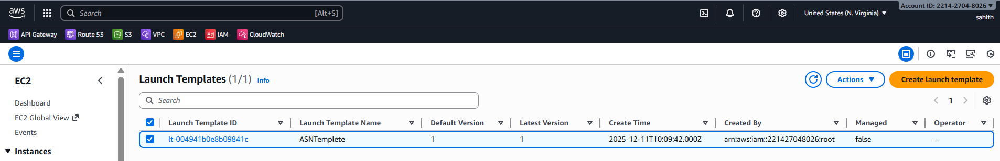 aws
Search [Alt+S]
United States (N. Virginia)
Account ID: 2214-2704-8026
sahith
API Gateway Route 53 S3 VPC EC2 IAM CloudWatch
EC2
Dashboard
EC2 Global View
Events
Instances
Launch Templates (1/1) Info
Actions
Create launch template
Search
1
Launch Template ID Launch Template Name Default Version Latest Version Create Time Created By Managed Operator
lt-004941b0e8b09841c ASNTemplete 1 1 2025-12-11T10:09:42.000Z arn:aws:iam::221427048026:root false –